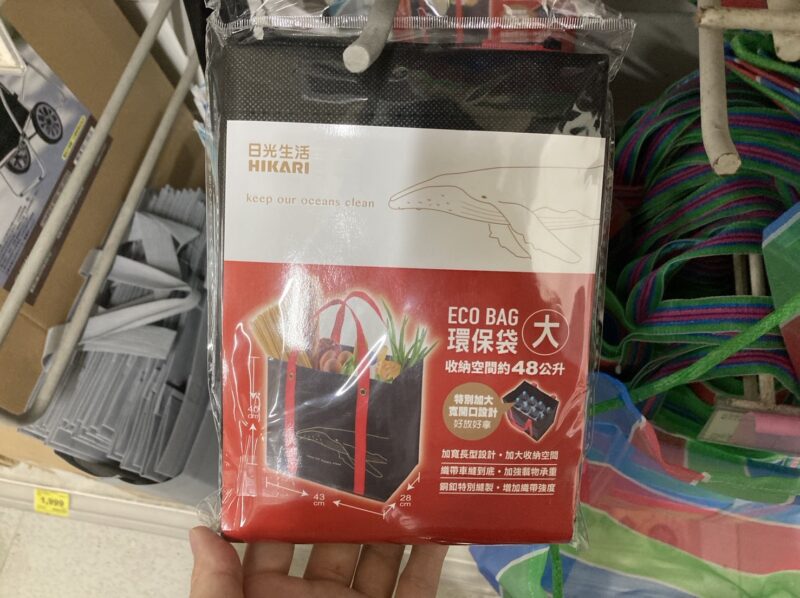 日光生活
HIKARI
keep our oceans clean
ECO BAG
環保袋 大
收納空間約48公升
特別加大
寬開口設計
好放好拿
加寬長型設計・加大收納空間
織帶車縫到底・加強載物承重
銅釦特別縫製・增加織帶強度
45
cm
43
cm
28
cm
1,999